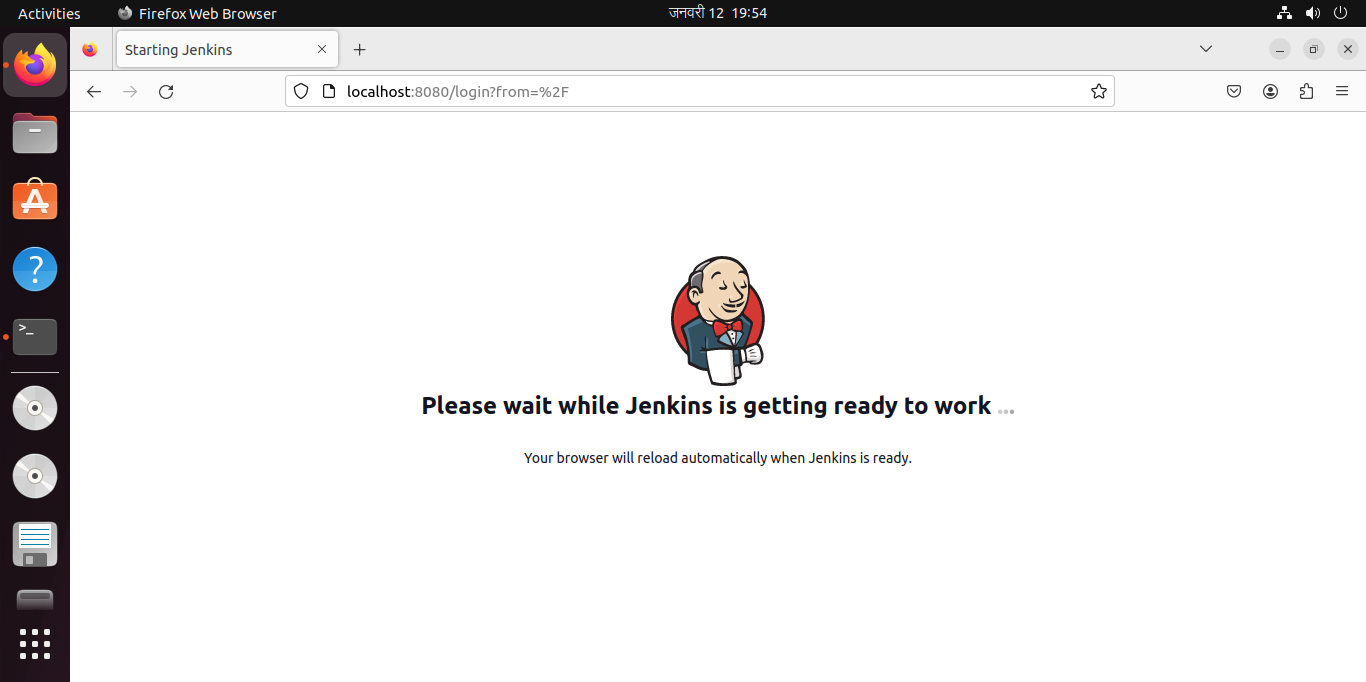 Activities
Firefox Web Browser
जनवरी 12 19:54
Starting Jenkins
localhost:8080/login?from=%2F
Please wait while Jenkins is getting ready to work ...
Your browser will reload automatically when Jenkins is ready.